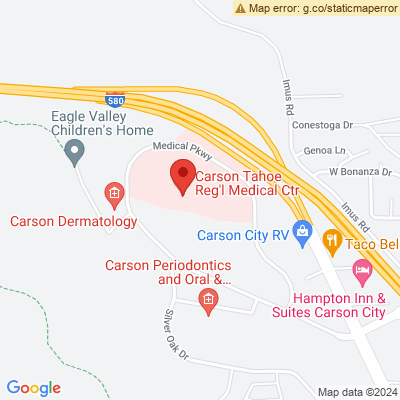 Map error: g.co/staticmaperror
580
Imus Rd
Eagle Valley
Children's Home
Conestoga Dr
Medical Pkwy
Genoa Ln
Carson Tahoe
Reg'l Medical Ctr
W Bonanza Dr
Carson Dermatology
Imus Rd
Carson City RV
Taco Bel
Carson Periodontics
and Oral &...
Hampton Inn &
Suites Carson City
Silver Oak Dr
Google
Map data ©2024